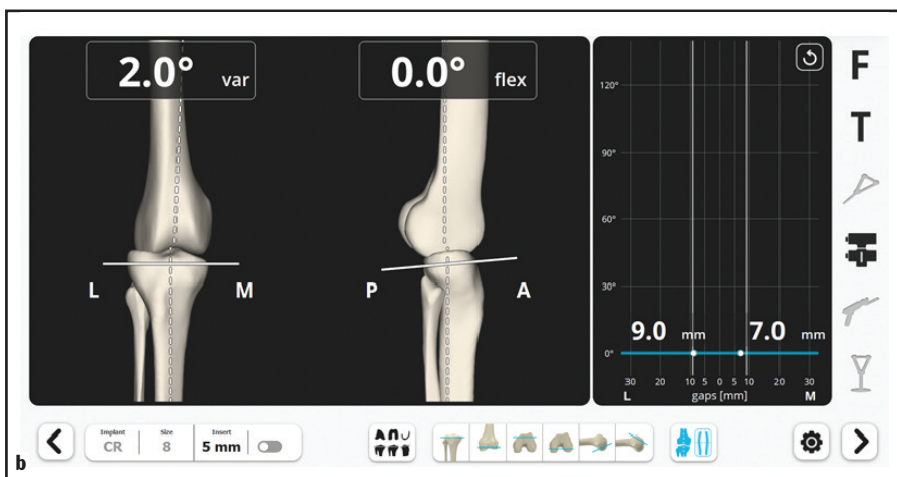 2.0° var
0.0° flex
F
T
120°
90°
60°
30°
0°
L M
P A
9.0 mm 7.0 mm
30 20 10 5 0 5 10 20 30
L gaps [mm] M
Implant Size Insert
CR 8 5 mm
b